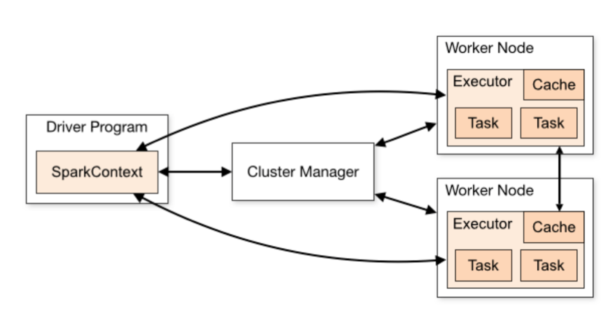 Driver Program
SparkContext
Cluster Manager
Worker Node
Executor
Cache
Task
Task
Worker Node
Executor
Cache
Task
Task